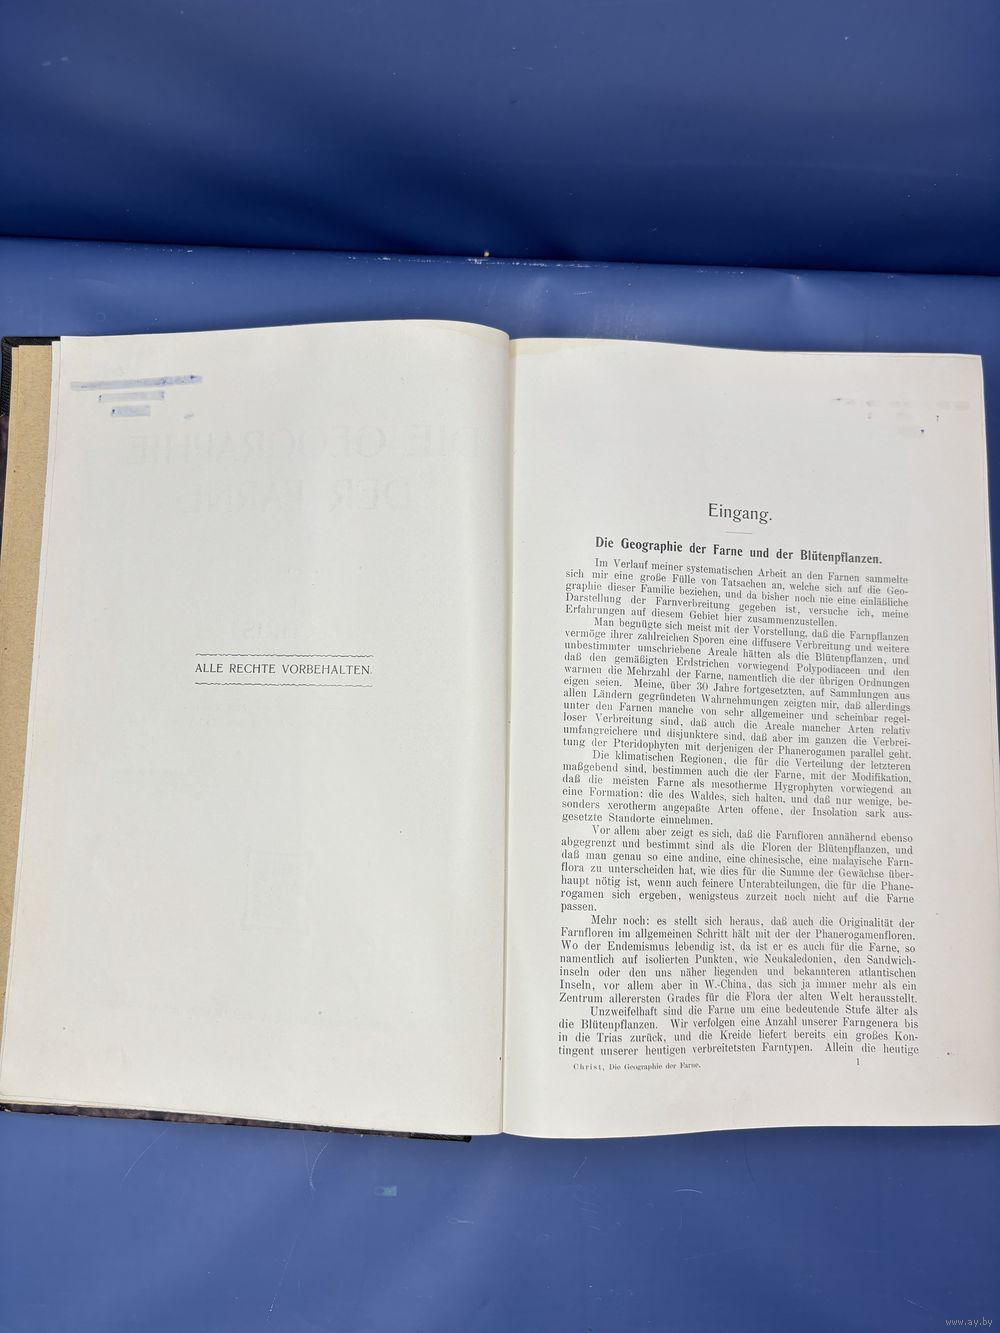 ALLE RECHTE VORBEHALTEN.
Eingang.
Die Geographie der Farne und der Blütenpflanzen.
Im Verlauf meiner systematischen Arbeit an den Farnen sammelte
sich mir eine große Fülle von Tatsachen an, welche sich auf die Geo-
graphie dieser Familie beziehen, und da bisher noch nie eine einläßliche
Darstellung der Farnverbreitung gegeben ist, versuche ich, meine
Erfahrungen auf diesem Gebiet hier zusammenzustellen.
Man begnügte sich meist mit der Vorstellung, daß die Farnpflanzen
vermöge ihrer zahlreichen Sporen eine diffusere Verbreitung und weitere
unbestimmter umschriebene Areale hätten als die Blütenpflanzen, und
daß den gemäßigten Erdstrichen vorwiegend Polypodiaceen und den
warmen die Mehrzahl der Farne, namentlich die der übrigen Ordnungen
eigen seien. Meine, über 30 Jahre fortgesetzten, auf Sammlungen aus
allen Ländern gegründeten Wahrnehmungen zeigten mir, daß allerdings
unter den Farnen manche von sehr allgemeiner und scheinbar regel-
loser Verbreitung sind, daß auch die Areale mancher Arten relativ
umfangreichere und disjunktere sind, daß aber im ganzen die Verbrei-
tung der Pteridophyten mit derjenigen der Phanerogamen parallel geht.
Die klimatischen Regionen, die für die Verteilung der letzteren
maßgebend sind, bestimmen auch die der Farne, mit der Modifikation,
daß die meisten Farne als mesotherme Hygrophyten vorwiegend an
eine Formation: die des Waldes, sich halten, und daß nur wenige, be-
sonders xerotherm angepaßte Arten offene, der Insolation sark aus-
gesetzte Standorte einnehmen.
Vor allem aber zeigt es sich, daß die Farnfloren annähernd ebenso
abgegrenzt und bestimmt sind als die Floren der Blütenpflanzen, und
daß man genau so eine andine, eine chinesische, eine malayische Farn-
flora zu unterscheiden hat, wie dies für die Summe der Gewächse über-
haupt nötig ist, wenn auch feinere Unterabteilungen, die für die Phane-
rogamen sich ergeben, wenigsteus zurzeit noch nicht auf die Farne
passen.
Mehr noch: es stellt sich heraus, daß auch die Originalität der
Farnfloren im allgemeinen Schritt hält mit der der Phanerogamenfloren.
Wo der Endemismus lebendig ist, da ist er es auch für die Farne, so
namentlich auf isolierten Punkten, wie Neukaledonien, den Sandwich-
inseln oder den uns näher liegenden und bekannteren atlantischen
Inseln, vor allem aber in W.-China, das sich ja immer mehr als ein
Zentrum allerersten Grades für die Flora der alten Welt herausstellt.
Unzweifelhaft sind die Farne um eine bedeutende Stufe älter als
die Blütenpflanzen. Wir verfolgen eine Anzahl unserer Farngenera bis
in die Trias zurück, und die Kreide liefert bereits ein großes Kon-
tingent unserer heutigen verbreitetsten Farntypen. Allein die heutige
Christ, Die Geographie der Farne. 1
www.ay.by